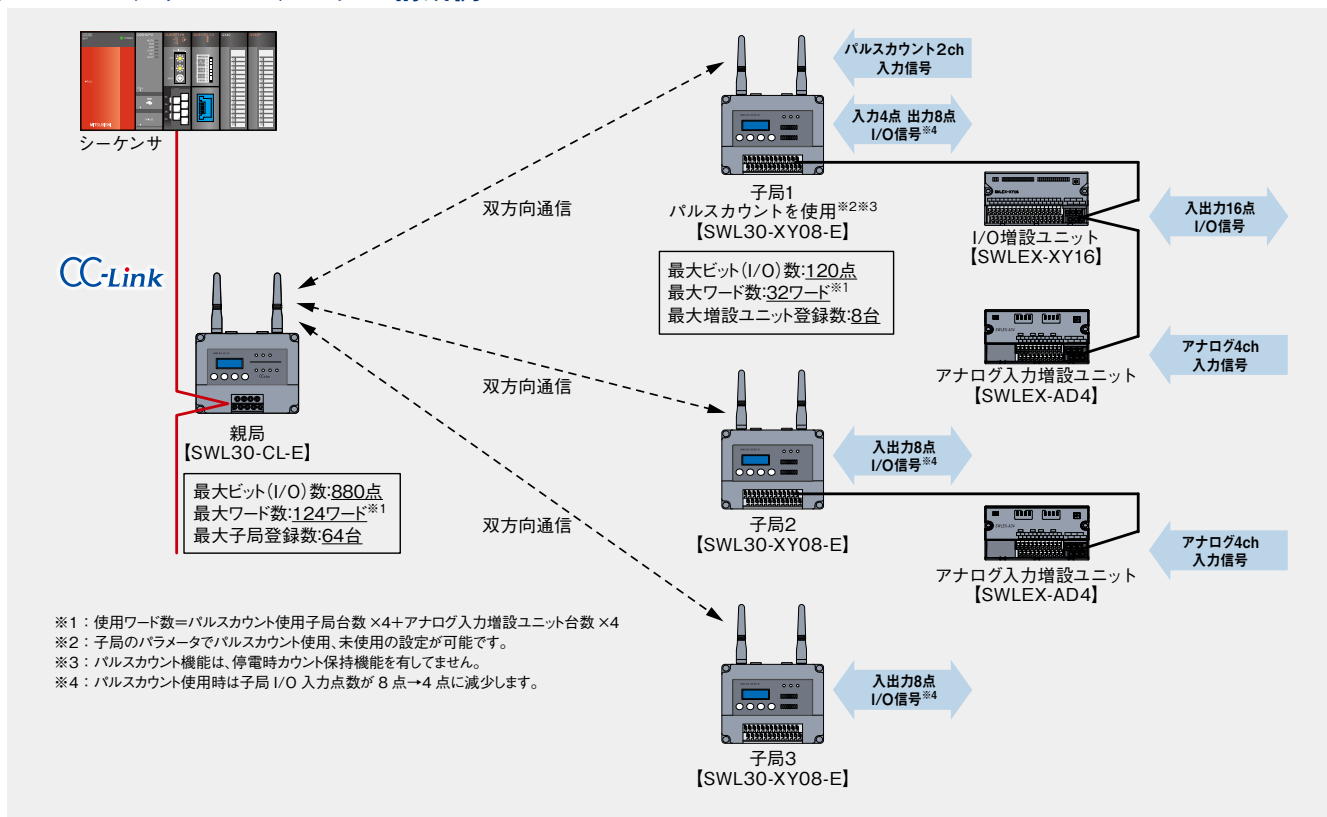 シーケンサ
CC-Link
親局
【SWL30-CL-E】
最大ビット(I/O)数:880点
最大ワード数:124ワード※1
最大子局登録数:64台
双方向通信
双方向通信
双方向通信
パルスカウント2ch
入力信号
入力4点 出力8点
I/O信号※4
子局1
パルスカウントを使用※2※3
【SWL30-XY08-E】
最大ビット(I/O)数:120点
最大ワード数:32ワード※1
最大増設ユニット登録数:8台
SWLEX-XY16
I/O増設ユニット
【SWLEX-XY16】
入出力16点
I/O信号
SWLEX-AD4
アナログ入力増設ユニット
【SWLEX-AD4】
アナログ4ch
入力信号
入出力8点
I/O信号※4
子局2
【SWL30-XY08-E】
SWLEX-AD4
アナログ入力増設ユニット
【SWLEX-AD4】
アナログ4ch
入力信号
入出力8点
I/O信号※4
子局3
【SWL30-XY08-E】
※1：使用ワード数＝パルスカウント使用子局台数 ×4＋アナログ入力増設ユニット台数 ×4
※2：子局のパラメータでパルスカウント使用、未使用の設定が可能です。
※3：パルスカウント機能は、停電時カウント保持機能を有してません。
※4：パルスカウント使用時は子局 I/O 入力点数が 8 点→4 点に減少します。